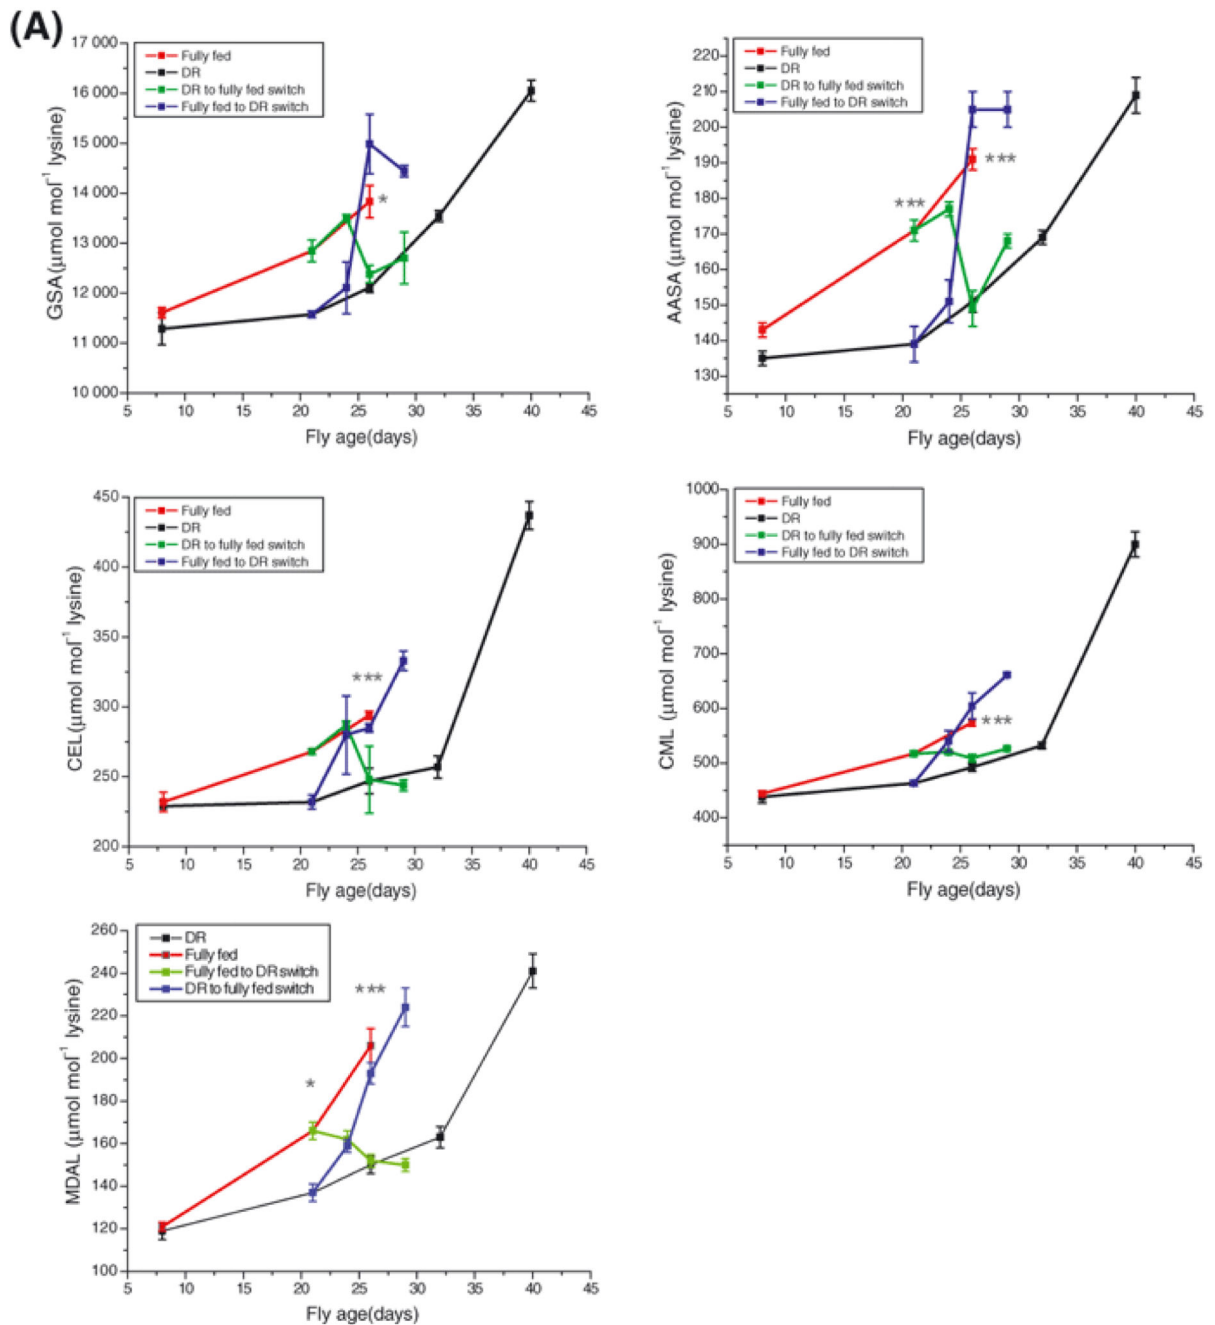 (A)
17 000
16 000
15 000
14 000
13 000
12 000
11 000
10 000
GSA (μmol mol⁻¹ lysine)
Fully fed
DR
DR to fully fed switch
Fully fed to DR switch
*
5 10 15 20 25 30 35 40 45
Fly age(days)
220
210
200
190
180
170
160
150
140
130
AASA (μmol mol⁻¹ lysine)
Fully fed
DR
DR to fully fed switch
Fully fed to DR switch
***
***
5 10 15 20 25 30 35 40 45
Fly age(days)
450
400
350
300
250
200
CEL(μmol mol⁻¹ lysine)
Fully fed
DR
DR to fully fed switch
Fully fed to DR switch
***
5 10 15 20 25 30 35 40 45
Fly age(days)
1000
900
800
700
600
500
400
CML (μmol mol⁻¹ lysine)
Fully fed
DR
DR to fully fed switch
Fully fed to DR switch
***
5 10 15 20 25 30 35 40 45
Fly age(days)
260
240
220
200
180
160
140
120
100
MDAL (μmol mol⁻¹ lysine)
DR
Fully fed
Fully fed to DR switch
DR to fully fed switch
***
*
5 10 15 20 25 30 35 40 45
Fly age(days)